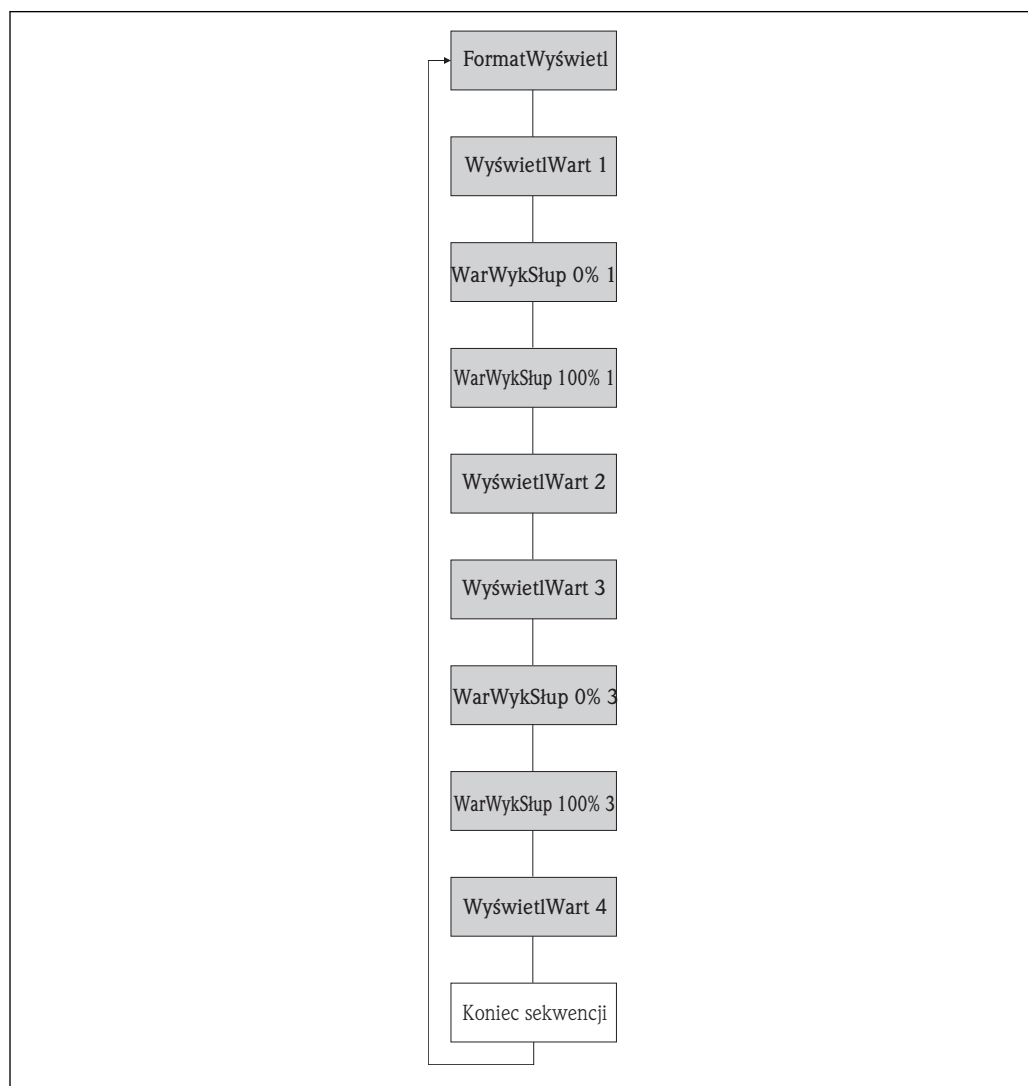 FormatWyświetl
WyświetlWart 1
WarWykSłup 0% 1
WarWykSłup 100% 1
WyświetlWart 2
WyświetlWart 3
WarWykSłup 0% 3
WarWykSłup 100% 3
WyświetlWart 4
Koniec sekwencji